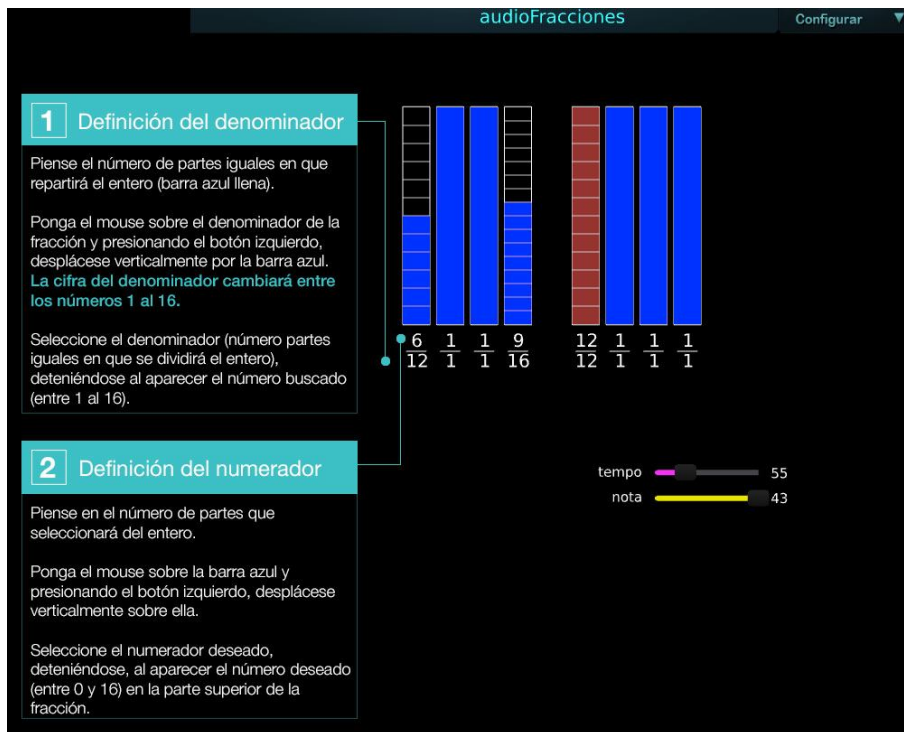 audioFracciones
Configurar
1 Definición del denominador
Piense el número de partes iguales en que
repartirá el entero (barra azul llena).
Ponga el mouse sobre el denominador de la
fracción y presionando el botón izquierdo,
desplácese verticalmente por la barra azul.
La cifra del denominador cambiará entre
los números 1 al 16.
Seleccione el denominador (número partes
iguales en que se dividirá el entero),
deteniéndose al aparecer el número buscado
(entre 1 al 16).
6 1 1 9 12 1 1 1
12 1 1 16 12 1 1 1
2 Definición del numerador
Piense en el número de partes que
seleccionará del entero.
Ponga el mouse sobre la barra azul y
presionando el botón izquierdo, desplácese
verticalmente sobre ella.
Seleccione el numerador deseado,
deteniéndose, al aparecer el número deseado
(entre 0 y 16) en la parte superior de la
fracción.
tempo 55
nota 43